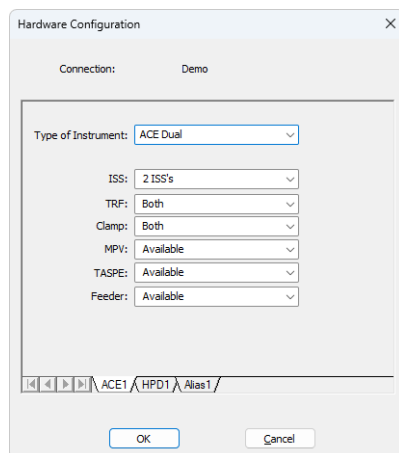 Hardware Configuration
Connection: Demo
Type of Instrument: ACE Dual
ISS: 2 ISS's
TRF: Both
Clamp: Both
MPV: Available
TASPE: Available
Feeder: Available
ACE1 HPD1 Alias1
OK Cancel